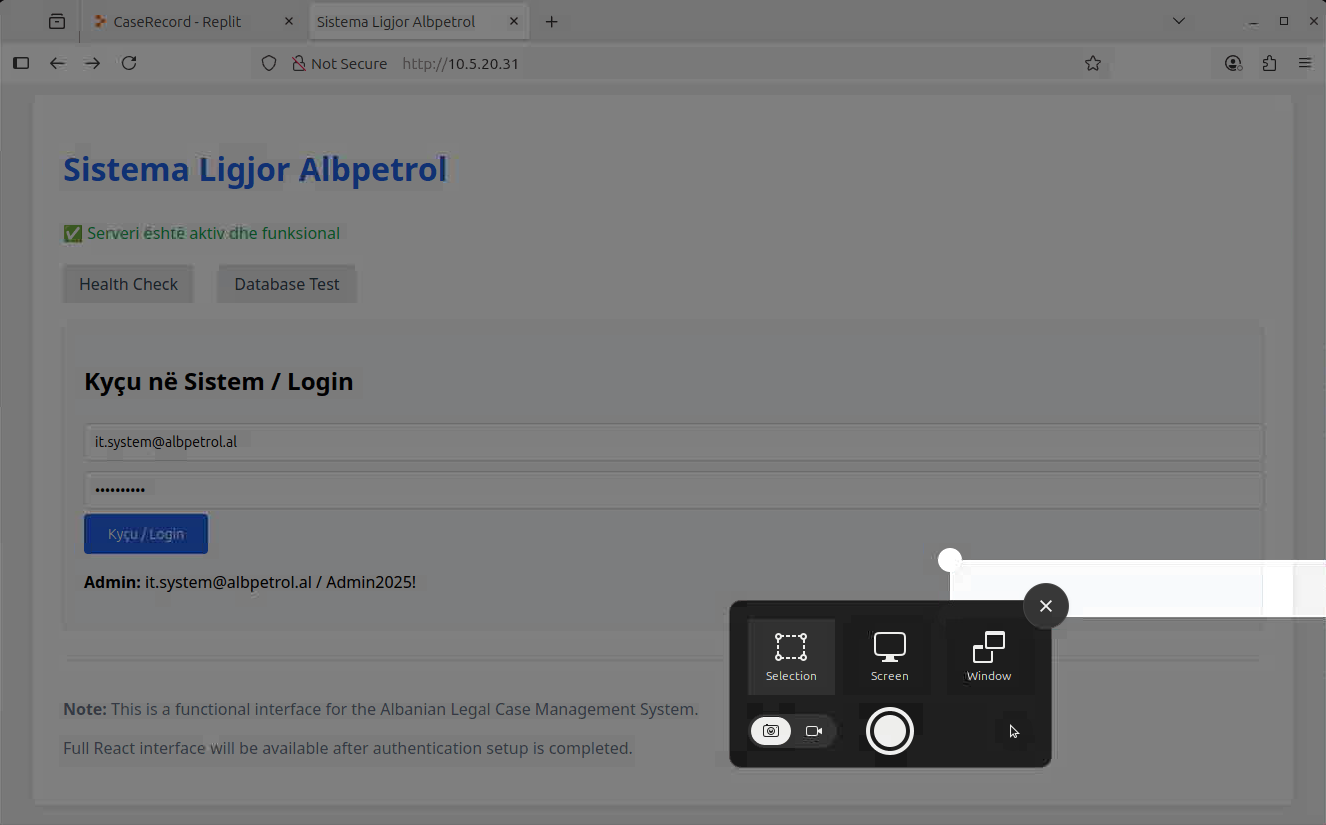 CaseRecord - Replit
Sistema Ligjor Albpetrol
Not Secure http://10.5.20.31
Sistema Ligjor Albpetrol
✅ Serveri është aktiv dhe funksional
Health Check Database Test
Kyçu në Sistem / Login
it.system@albpetrol.al
••••••••••
Kyçu / Login
Admin: it.system@albpetrol.al / Admin2025!
Selection Screen Window
Note: This is a functional interface for the Albanian Legal Case Management System.
Full React interface will be available after authentication setup is completed.